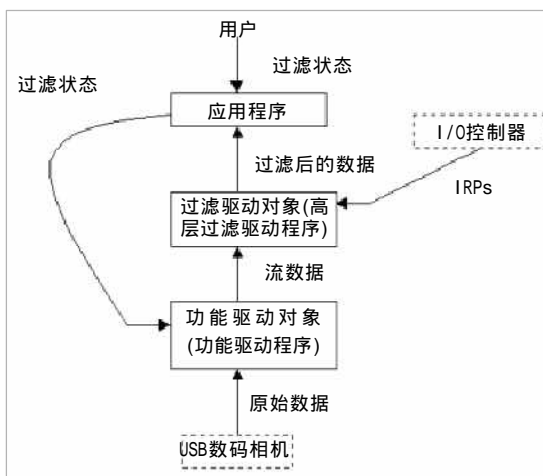 用户
过滤状态
过滤状态
应用程序
I/O控制器
过滤后的数据
IRPs
过滤驱动对象(高
层过滤驱动程序)
流数据
功能驱动对象
(功能驱动程序)
原始数据
USB数码相机